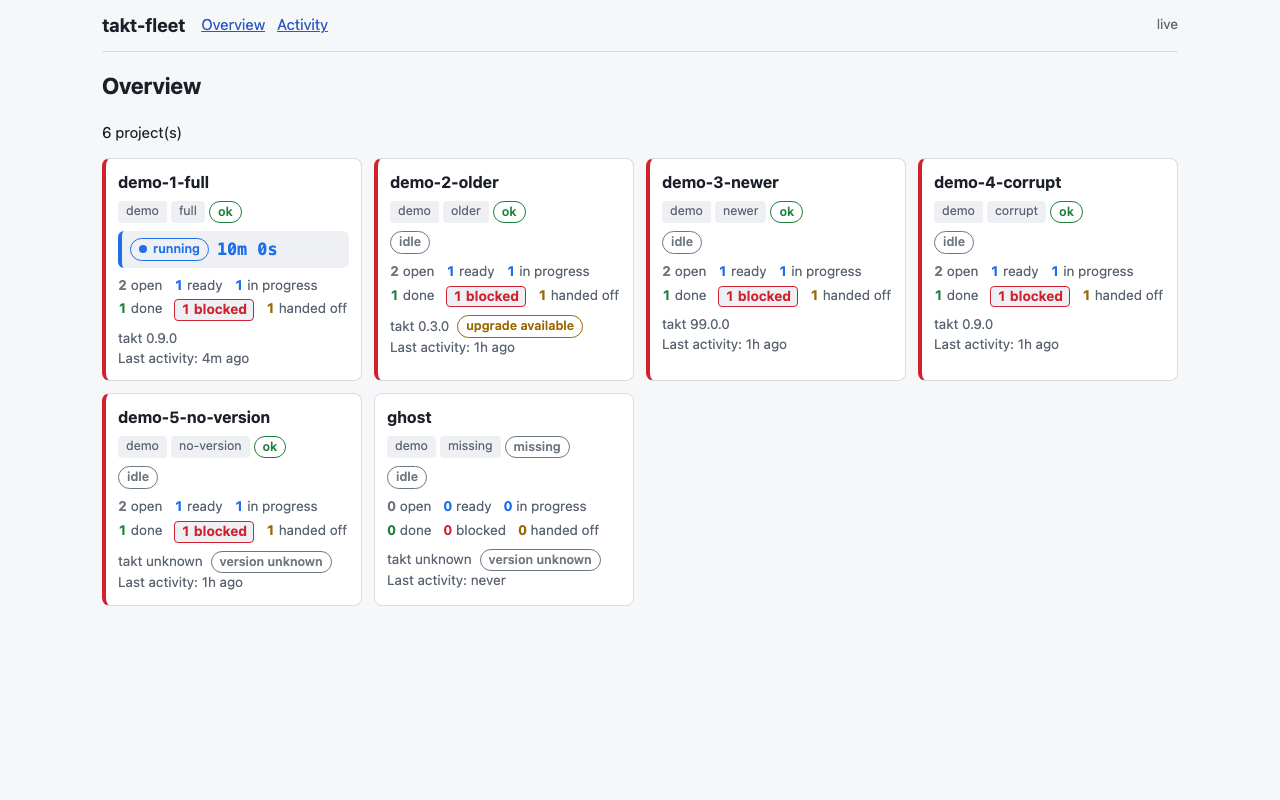 takt-fleet Overview Activity live
Overview
6 project(s)
demo-1-full
demo full ok
running 10m 0s
2 open 1 ready 1 in progress
1 done 1 blocked 1 handed off
takt 0.9.0
Last activity: 4m ago
demo-2-older
demo older ok
idle
2 open 1 ready 1 in progress
1 done 1 blocked 1 handed off
takt 0.3.0 upgrade available
Last activity: 1h ago
demo-3-newer
demo newer ok
idle
2 open 1 ready 1 in progress
1 done 1 blocked 1 handed off
takt 99.0.0
Last activity: 1h ago
demo-4-corrupt
demo corrupt ok
idle
2 open 1 ready 1 in progress
1 done 1 blocked 1 handed off
takt 0.9.0
Last activity: 1h ago
demo-5-no-version
demo no-version ok
idle
2 open 1 ready 1 in progress
1 done 1 blocked 1 handed off
takt unknown version unknown
Last activity: 1h ago
ghost
demo missing missing
idle
0 open 0 ready 0 in progress
0 done 0 blocked 0 handed off
takt unknown version unknown
Last activity: never